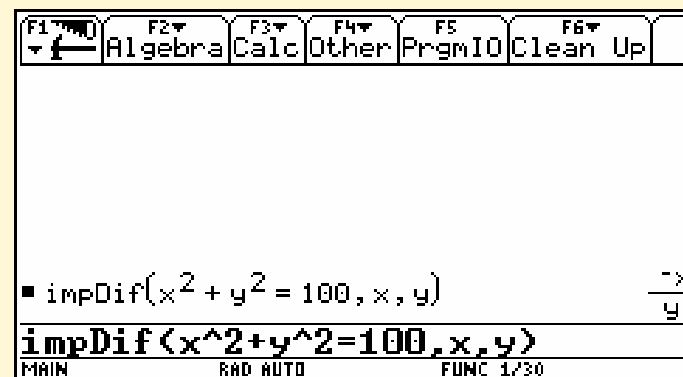 F1 F2 F3 F4 F5 F6
Algebra Calc Other PrgmIO Clean Up
▪ impDif(x² + y² = 100, x, y) -x/y
impDif(x^2+y^2=100,x,y)
MAIN RAD AUTO FUNC 1/30